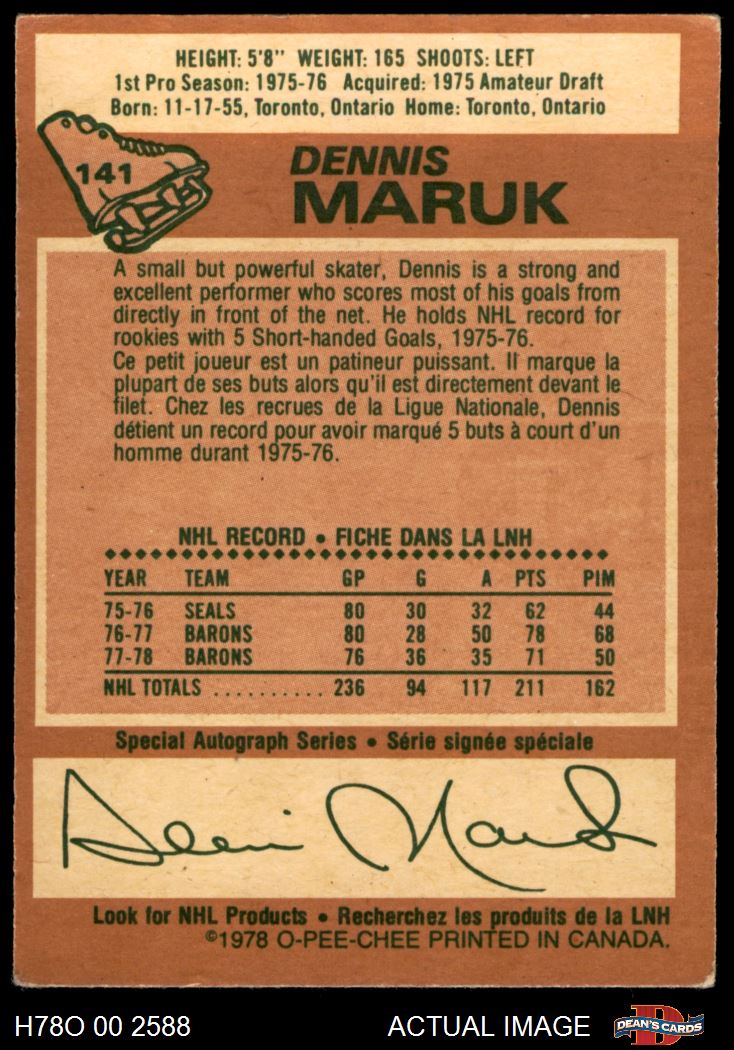 HEIGHT: 5'8" WEIGHT: 165 SHOOTS: LEFT
1st Pro Season: 1975-76 Acquired: 1975 Amateur Draft
Born: 11-17-55, Toronto, Ontario Home: Toronto, Ontario
141
DENNIS
MARUK
A small but powerful skater, Dennis is a strong and
excellent performer who scores most of his goals from
directly in front of the net. He holds NHL record for
rookies with 5 Short-handed Goals, 1975-76.
Ce petit joueur est un patineur puissant. Il marque la
plupart de ses buts alors qu'il est directement devant le
filet. Chez les recrues de la Ligue Nationale, Dennis
détient un record pour avoir marqué 5 buts à court d'un
homme durant 1975-76.
NHL RECORD • FICHE DANS LA LNH
YEAR TEAM GP G A PTS PIM
75-76 SEALS 80 30 32 62 44
76-77 BARONS 80 28 50 78 68
77-78 BARONS 76 36 35 71 50
NHL TOTALS .......... 236 94 117 211 162
Special Autograph Series • Série signée spéciale
Dennis Maruk
Look for NHL Products • Recherchez les produits de la LNH
©1978 O-PEE-CHEE PRINTED IN CANADA.
H78O 00 2588 ACTUAL IMAGE D DEAN'S CARDS